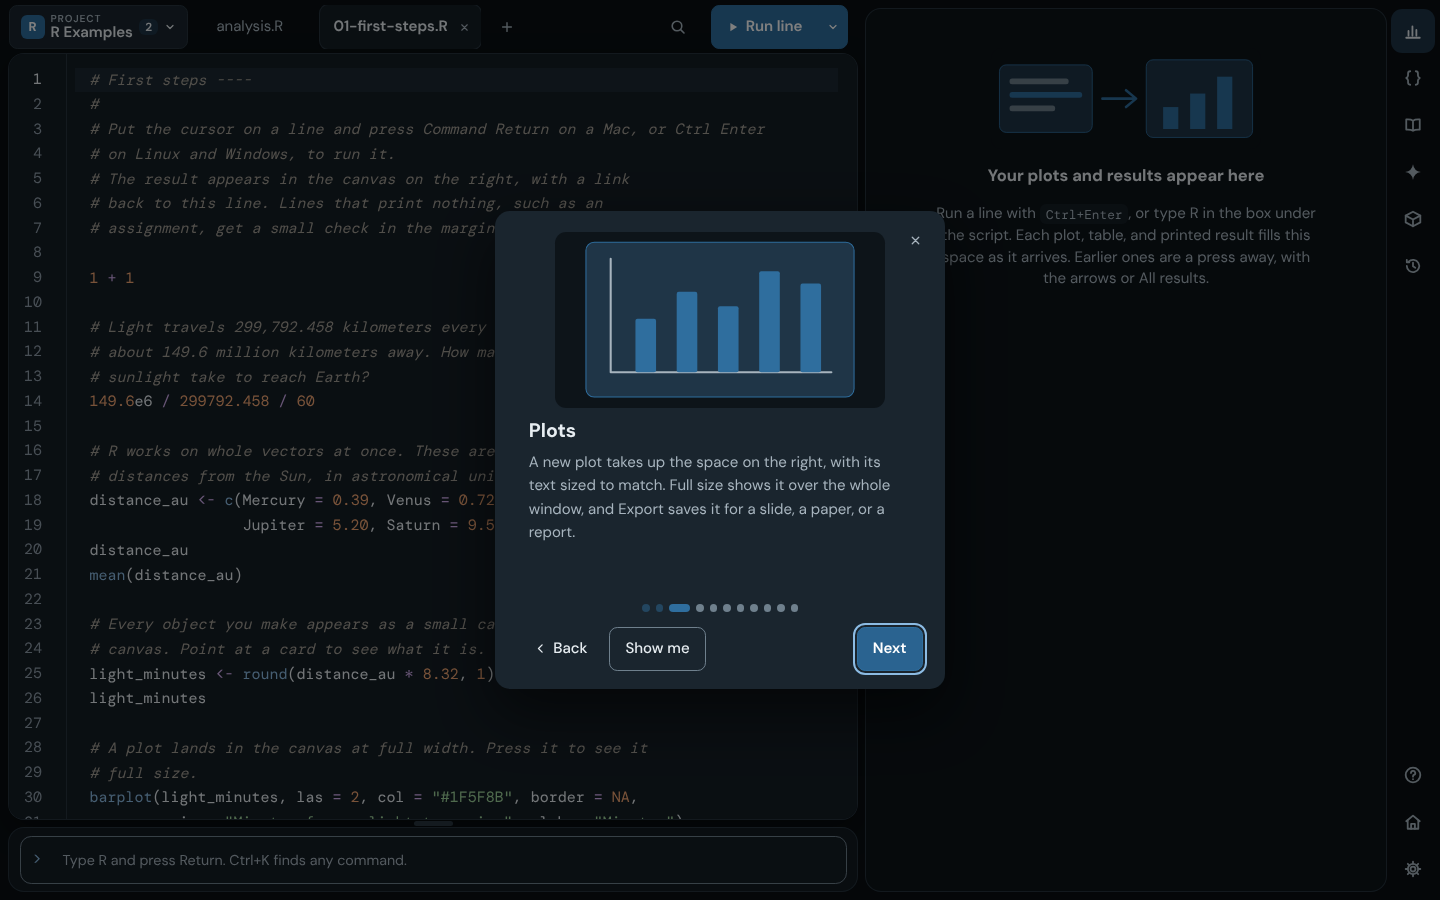 PROJECT
R R Examples 2
analysis.R
01-first-steps.R
Run line
1 # First steps ----
2 #
3 # Put the cursor on a line and press Command Return on a Mac, or Ctrl Enter
4 # on Linux and Windows, to run it.
5 # The result appears in the canvas on the right, with a link
6 # back to this line. Lines that print nothing, such as an
7 # assignment, get a small check in the margin
8
9 1 + 1
10
11 # Light travels 299,792.458 kilometers every
12 # about 149.6 million kilometers away. How ma
13 # sunlight take to reach Earth?
14 149.6e6 / 299792.458 / 60
15
16 # R works on whole vectors at once. These are
17 # distances from the Sun, in astronomical uni
18 distance_au <- c(Mercury = 0.39, Venus = 0.72
19 Jupiter = 5.20, Saturn = 9.5
20 distance_au
21 mean(distance_au)
22
23 # Every object you make appears as a small ca
24 # canvas. Point at a card to see what it is.
25 light_minutes <- round(distance_au * 8.32, 1)
26 light_minutes
27
28 # A plot lands in the canvas at full width. Press it to see it
29 # full size.
30 barplot(light_minutes, las = 2, col = "#1F5F8B", border = NA,
Type R and press Return. Ctrl+K finds any command.
Plots
A new plot takes up the space on the right, with its
text sized to match. Full size shows it over the whole
window, and Export saves it for a slide, a paper, or a
report.
Back
Show me
Next
Your plots and results appear here
Run a line with Ctrl+Enter, or type R in the box under
the script. Each plot, table, and printed result fills this
space as it arrives. Earlier ones are a press away, with
the arrows or All results.